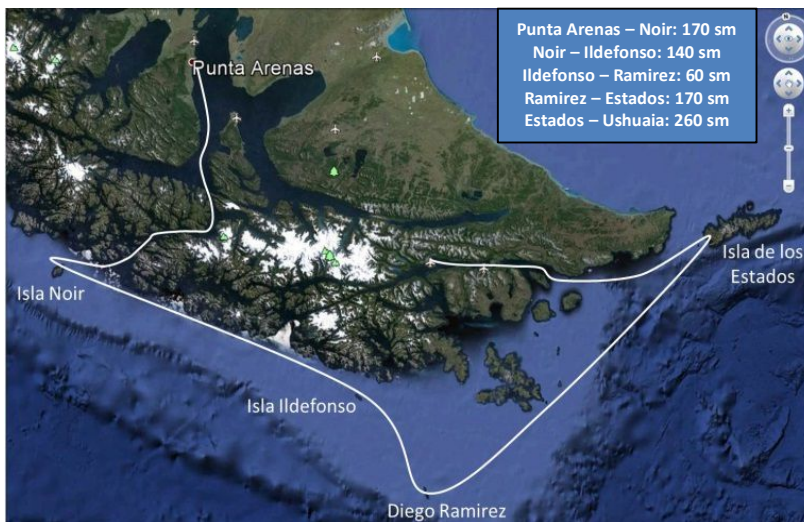 Punta Arenas – Noir: 170 sm
Noir – Ildefonso: 140 sm
Ildefonso – Ramirez: 60 sm
Ramirez – Estados: 170 sm
Estados – Ushuaia: 260 sm
N
Punta Arenas
Isla de los
Estados
Isla Noir
Isla Ildefonso
Diego Ramirez